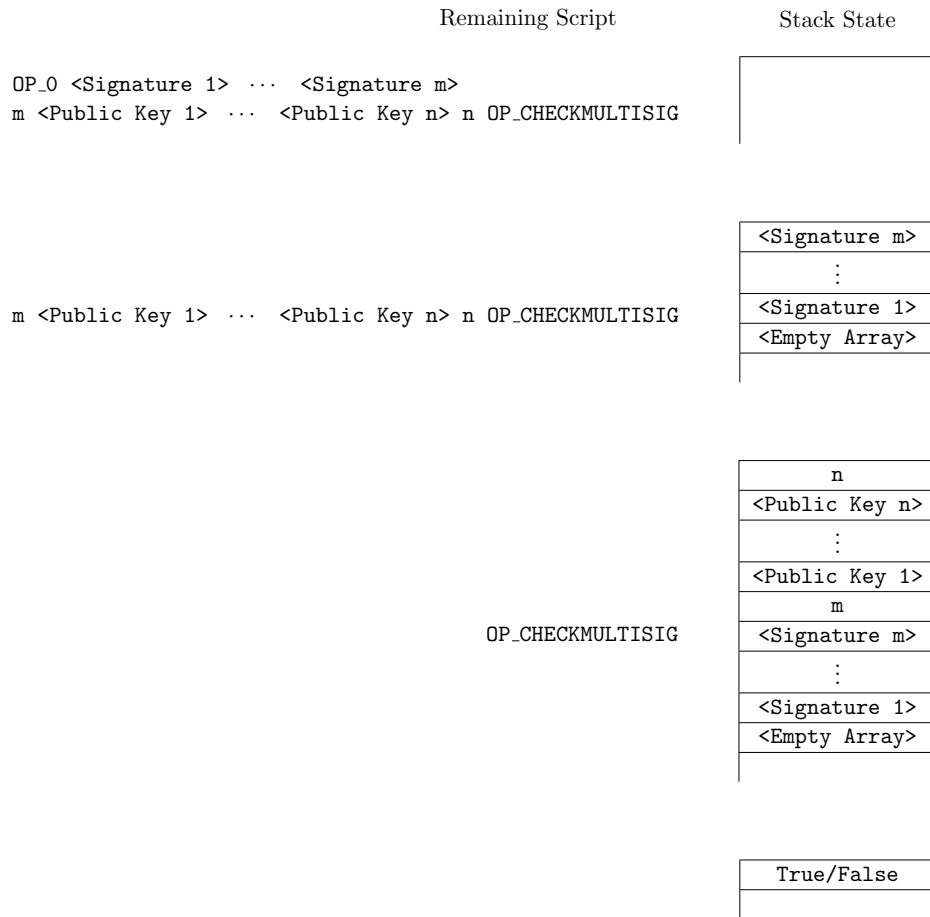 Remaining Script Stack State
OP_0 <Signature 1> ··· <Signature m>
m <Public Key 1> ··· <Public Key n> n OP_CHECKMULTISIG
<Signature m>
⋮
m <Public Key 1> ··· <Public Key n> n OP_CHECKMULTISIG <Signature 1>
<Empty Array>
n
<Public Key n>
⋮
<Public Key 1>
m
OP_CHECKMULTISIG <Signature m>
⋮
<Signature 1>
<Empty Array>
True/False